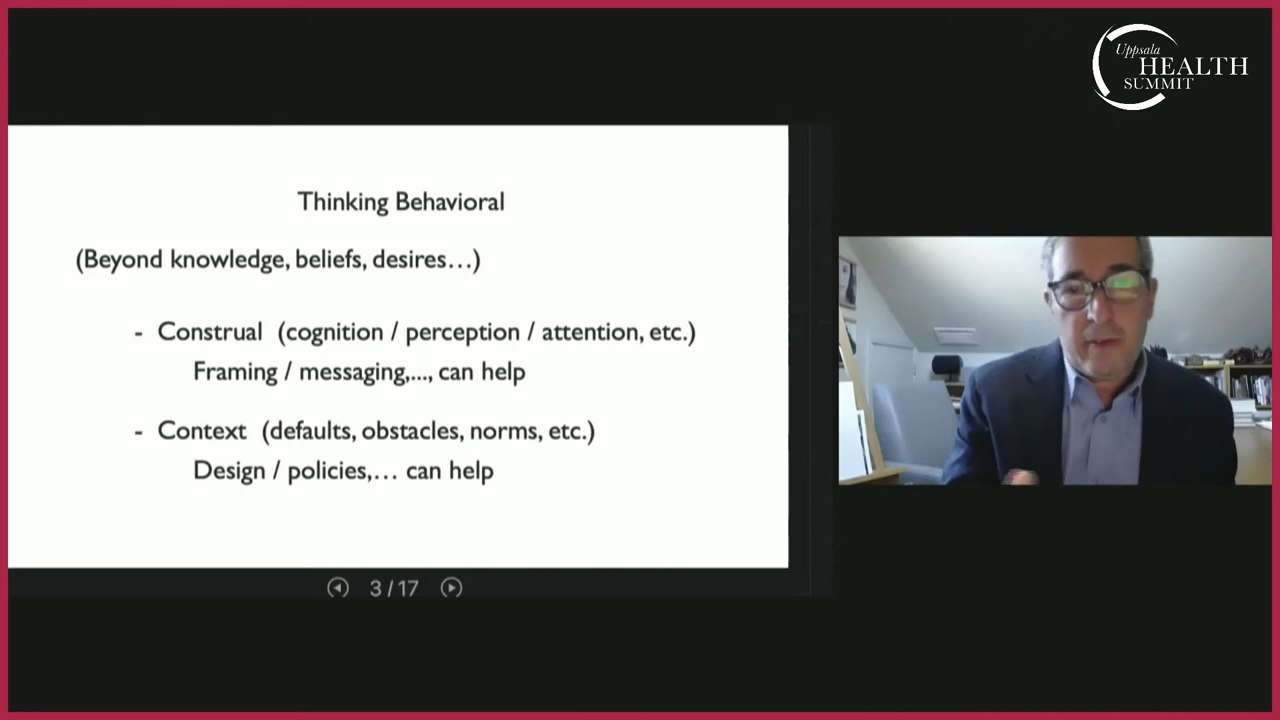 Uppsala
HEALTH
SUMMIT
Thinking Behavioral
(Beyond knowledge, beliefs, desires…)
- Construal (cognition / perception / attention, etc.)
Framing / messaging,..., can help
- Context (defaults, obstacles, norms, etc.)
Design / policies,… can help
3/17